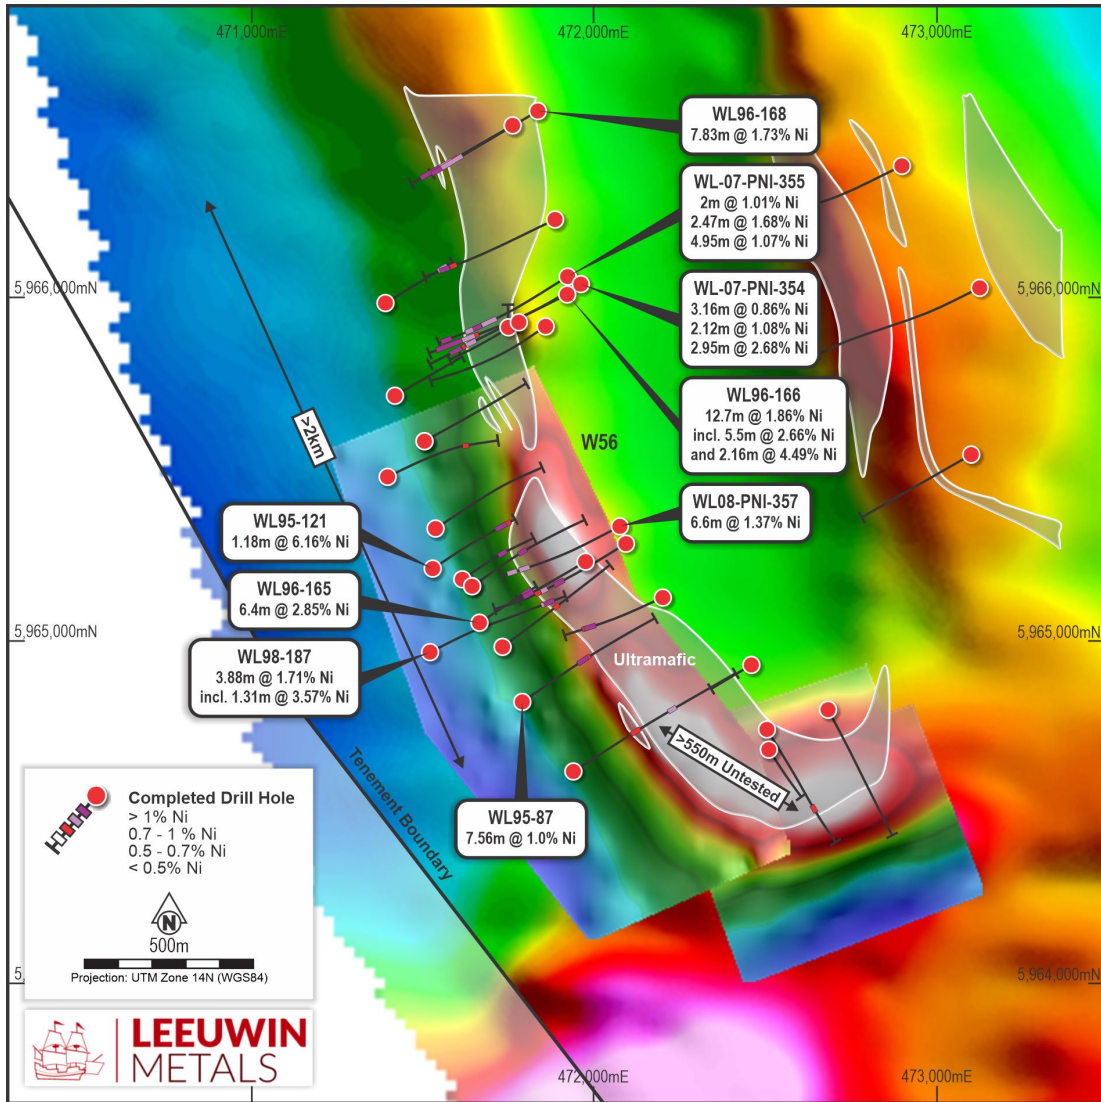 471,000mE
472,000mE
473,000mE
WL96-168
7.83m @ 1.73% Ni
WL-07-PNI-355
2m @ 1.01% Ni
2.47m @ 1.68% Ni
4.95m @ 1.07% Ni
5,966,000mN
5,966,000mN
WL-07-PNI-354
3.16m @ 0.86% Ni
2.12m @ 1.08% Ni
2.95m @ 2.68% Ni
WL96-166
12.7m @ 1.86% Ni
incl. 5.5m @ 2.66% Ni
and 2.16m @ 4.49% Ni
>2km
W56
WL08-PNI-357
6.6m @ 1.37% Ni
WL95-121
1.18m @ 6.16% Ni
WL96-165
6.4m @ 2.85% Ni
5,965,000mN
5,965,000mN
WL98-187
3.88m @ 1.71% Ni
incl. 1.31m @ 3.57% Ni
Ultramafic
>550m Untested
Tenement Boundary
WL95-87
7.56m @ 1.0% Ni
Completed Drill Hole
> 1% Ni
0.7 - 1% Ni
0.5 - 0.7% Ni
< 0.5% Ni
N
500m
Projection: UTM Zone 14N (WGS84)
5,
5,964,000mN
LEEUWIN
METALS
472,000mE
473,000mE